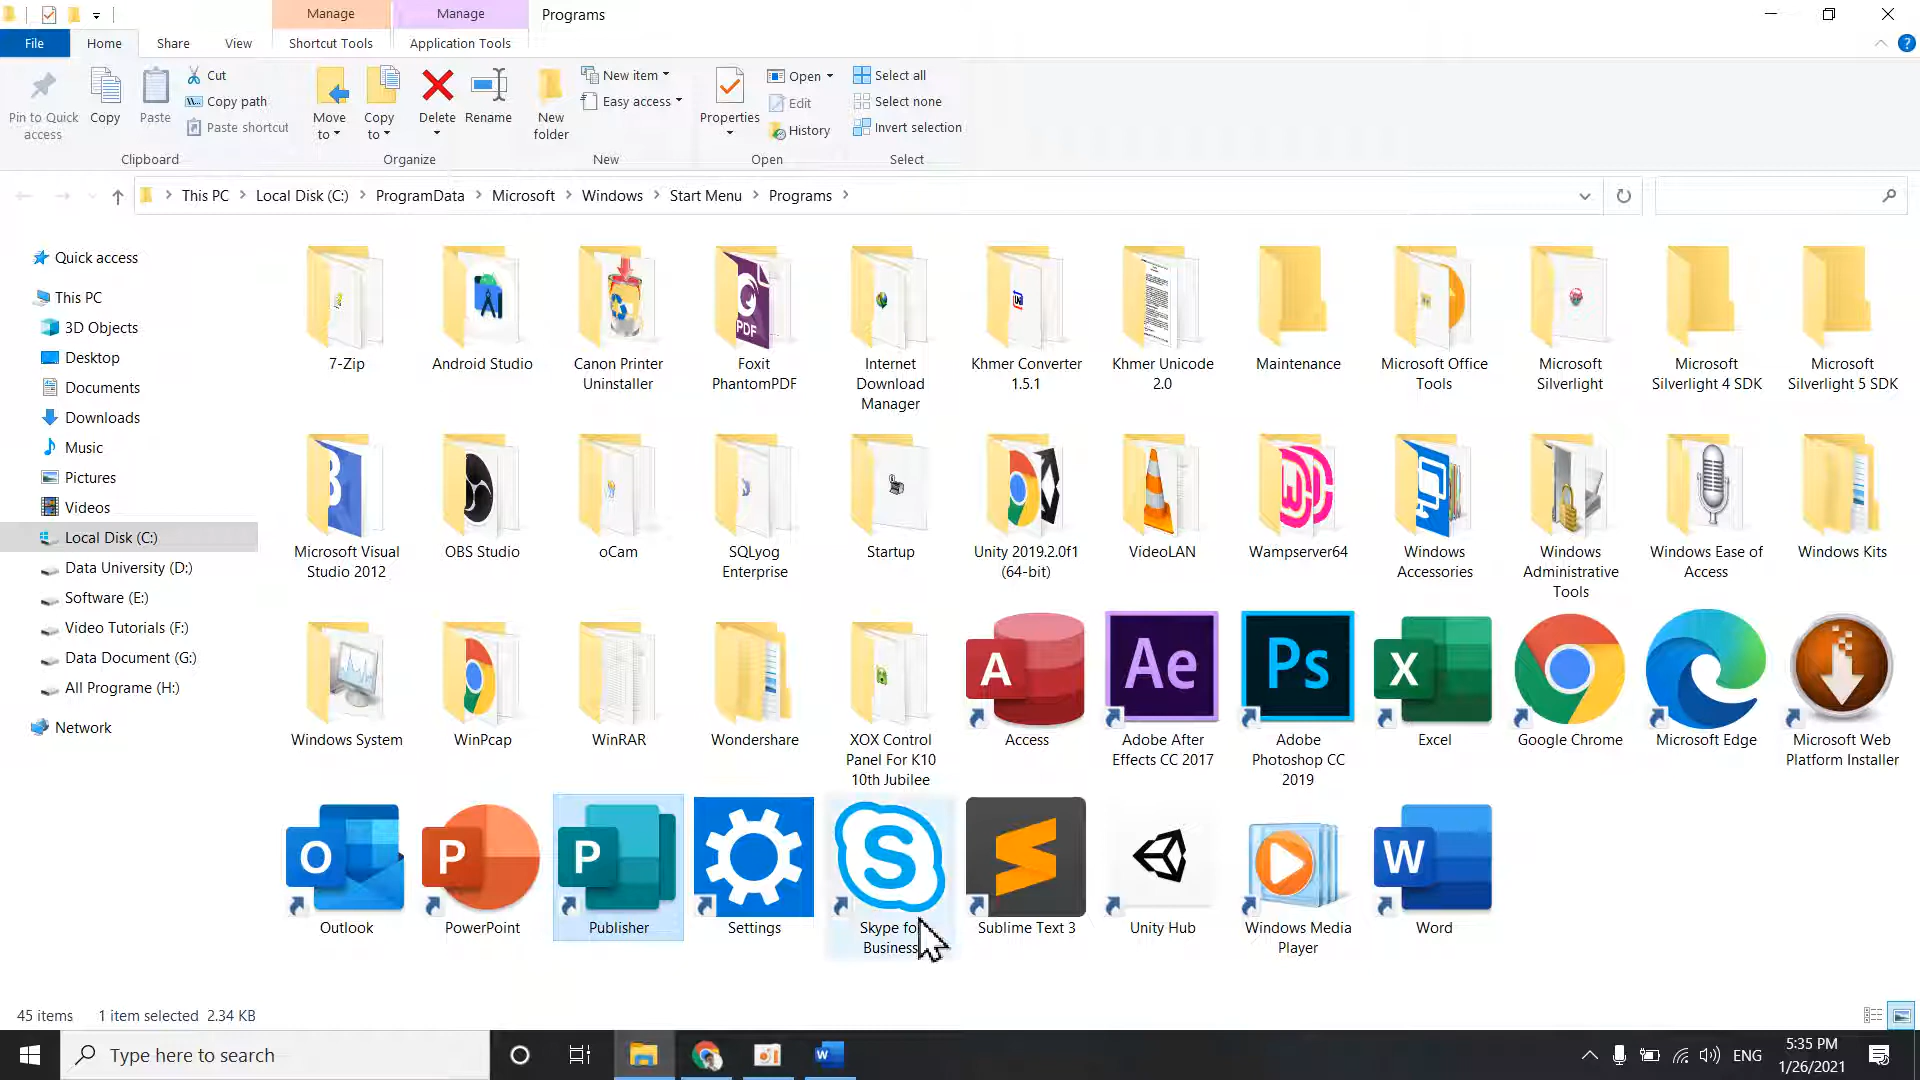 Manage
Manage
Programs
File
Home
Share
View
Shortcut Tools
Application Tools
Pin to Quick
access
Copy
Paste
Cut
Copy path
Paste shortcut
Clipboard
Move
to
Copy
to
Delete
Rename
Organize
New
folder
New item
Easy access
New
Properties
Open
Edit
History
Open
Select all
Select none
Invert selection
Select
This PC
Local Disk (C:)
ProgramData
Microsoft
Windows
Start Menu
Programs
Quick access
This PC
3D Objects
Desktop
Documents
Downloads
Music
Pictures
Videos
Local Disk (C:)
Data University (D:)
Software (E:)
Video Tutorials (F:)
Data Document (G:)
All Programe (H:)
Network
7-Zip
Android Studio
Canon Printer
Uninstaller
PDF
Foxit
PhantomPDF
Internet
Download
Manager
Khmer Converter
1.5.1
Khmer Unicode
2.0
Maintenance
Microsoft Office
Tools
Microsoft
Silverlight
Microsoft
Silverlight 4 SDK
Microsoft
Silverlight 5 SDK
Microsoft Visual
Studio 2012
OBS Studio
oCam
SQLyog
Enterprise
Startup
Unity 2019.2.0f1
(64-bit)
VideoLAN
Wampserver64
Windows
Accessories
Windows
Administrative
Tools
Windows Ease of
Access
Windows Kits
Windows System
WinPcap
WinRAR
Wondershare
XOX Control
Panel For K10
10th Jubilee
A
Access
Ae
Adobe After
Effects CC 2017
Ps
Adobe
Photoshop CC
2019
X
Excel
Google Chrome
Microsoft Edge
Microsoft Web
Platform Installer
O
Outlook
P
PowerPoint
P
Publisher
Settings
S
Skype fo
Business
Sublime Text 3
Unity Hub
Windows Media
Player
W
Word
45 items
1 item selected 2.34 KB
Type here to search
W
ENG
5:35 PM
1/26/2021